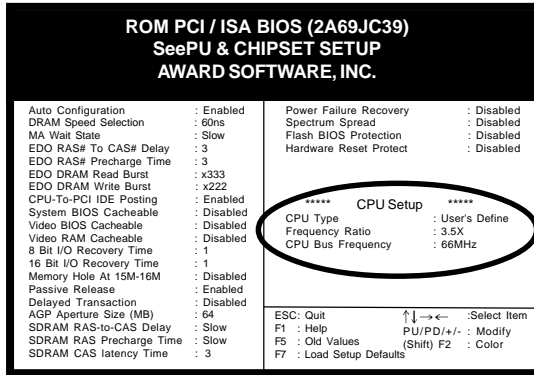 ROM PCI / ISA BIOS (2A69JC39)
SeePU & CHIPSET SETUP
AWARD SOFTWARE, INC.
Auto Configuration : Enabled
DRAM Speed Selection : 60ns
MA Wait State : Slow
EDO RAS# To CAS# Delay : 3
EDO RAS# Precharge Time : 3
EDO DRAM Read Burst : x333
EDO DRAM Write Burst : x222
CPU-To-PCI IDE Posting : Enabled
System BIOS Cacheable : Disabled
Video BIOS Cacheable : Disabled
Video RAM Cacheable : Disabled
8 Bit I/O Recovery Time : 1
16 Bit I/O Recovery Time : 1
Memory Hole At 15M-16M : Disabled
Passive Release : Enabled
Delayed Transaction : Disabled
AGP Aperture Size (MB) : 64
SDRAM RAS-to-CAS Delay : Slow
SDRAM RAS Precharge Time : Slow
SDRAM CAS latency Time : 3
Power Failure Recovery : Disabled
Spectrum Spread : Disabled
Flash BIOS Protection : Disabled
Hardware Reset Protect : Disabled
***** CPU Setup *****
CPU Type : User's Define
Frequency Ratio : 3.5X
CPU Bus Frequency : 66MHz
ESC: Quit ↑↓→← :Select Item
F1 : Help PU/PD/+/- : Modify
F5 : Old Values (Shift) F2 : Color
F7 : Load Setup Defaults